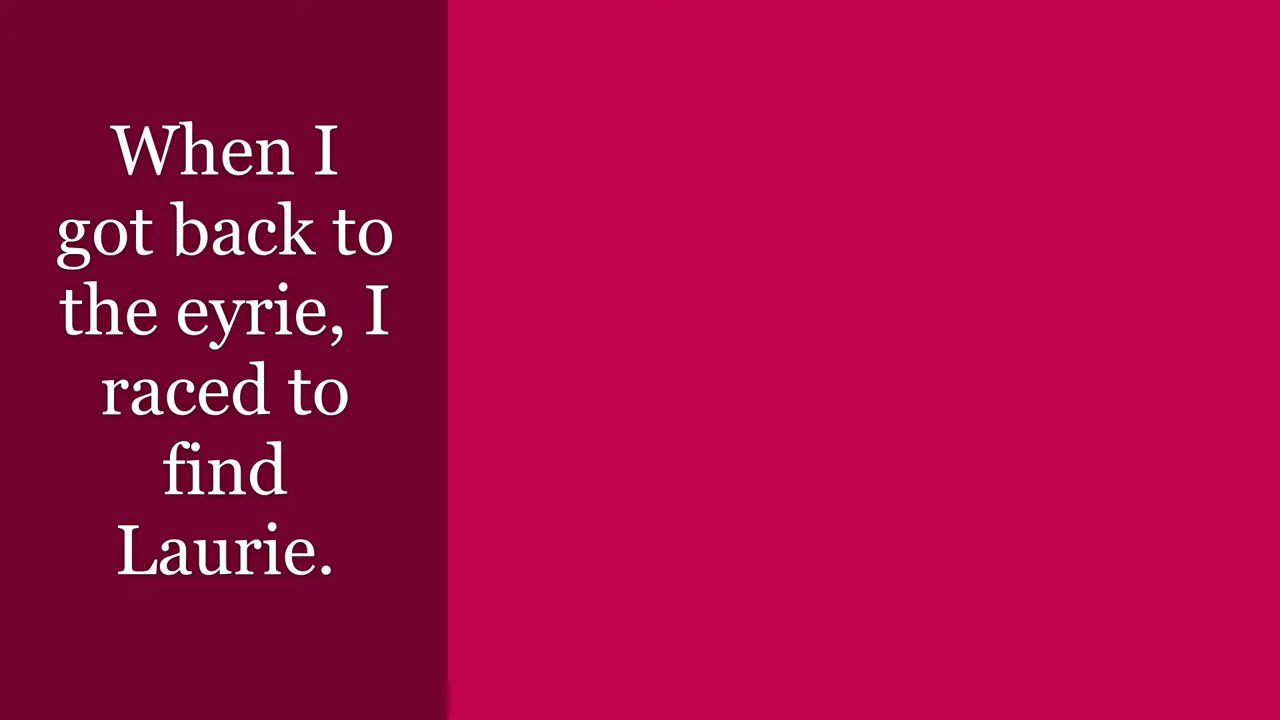 When I
got back to
the eyrie, I
raced to
find
Laurie.